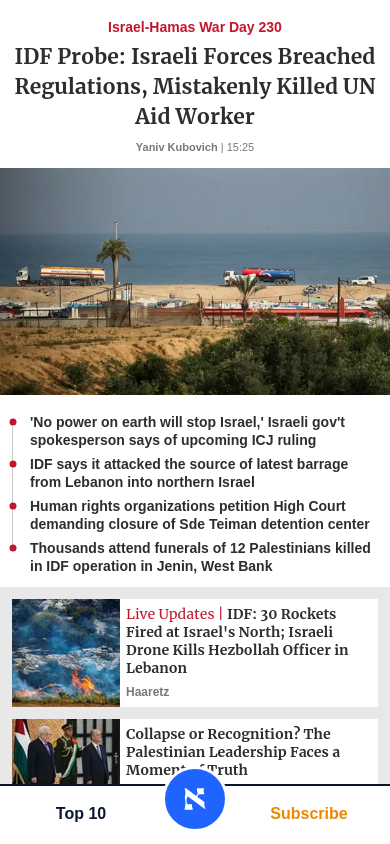 Israel-Hamas War Day 230
IDF Probe: Israeli Forces Breached
Regulations, Mistakenly Killed UN
Aid Worker
Yaniv Kubovich | 15:25
'No power on earth will stop Israel,' Israeli gov't
spokesperson says of upcoming ICJ ruling
IDF says it attacked the source of latest barrage
from Lebanon into northern Israel
Human rights organizations petition High Court
demanding closure of Sde Teiman detention center
Thousands attend funerals of 12 Palestinians killed
in IDF operation in Jenin, West Bank
Live Updates | IDF: 30 Rockets
Fired at Israel's North; Israeli
Drone Kills Hezbollah Officer in
Lebanon
Haaretz
Collapse or Recognition? The
Palestinian Leadership Faces a
Moment of Truth
Top 10
Subscribe